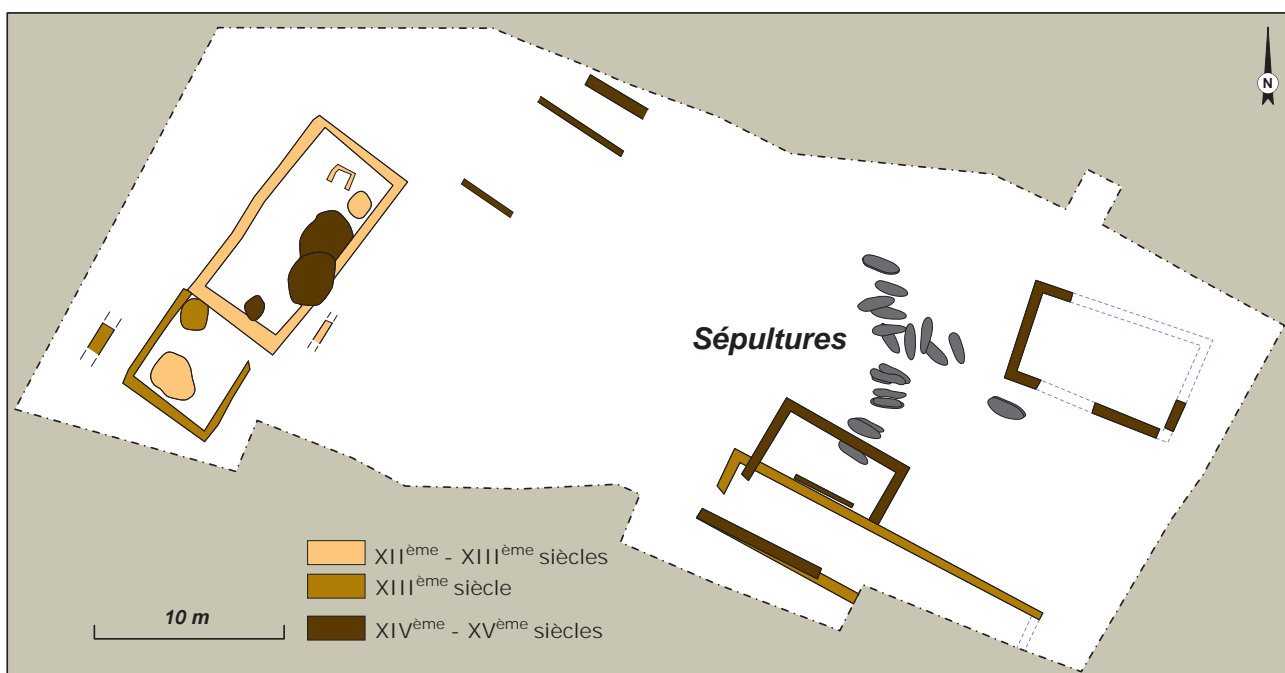 N
Sépultures
XIIème - XIIIème siècles
XIIIème siècle
XIVème - XVème siècles
10 m